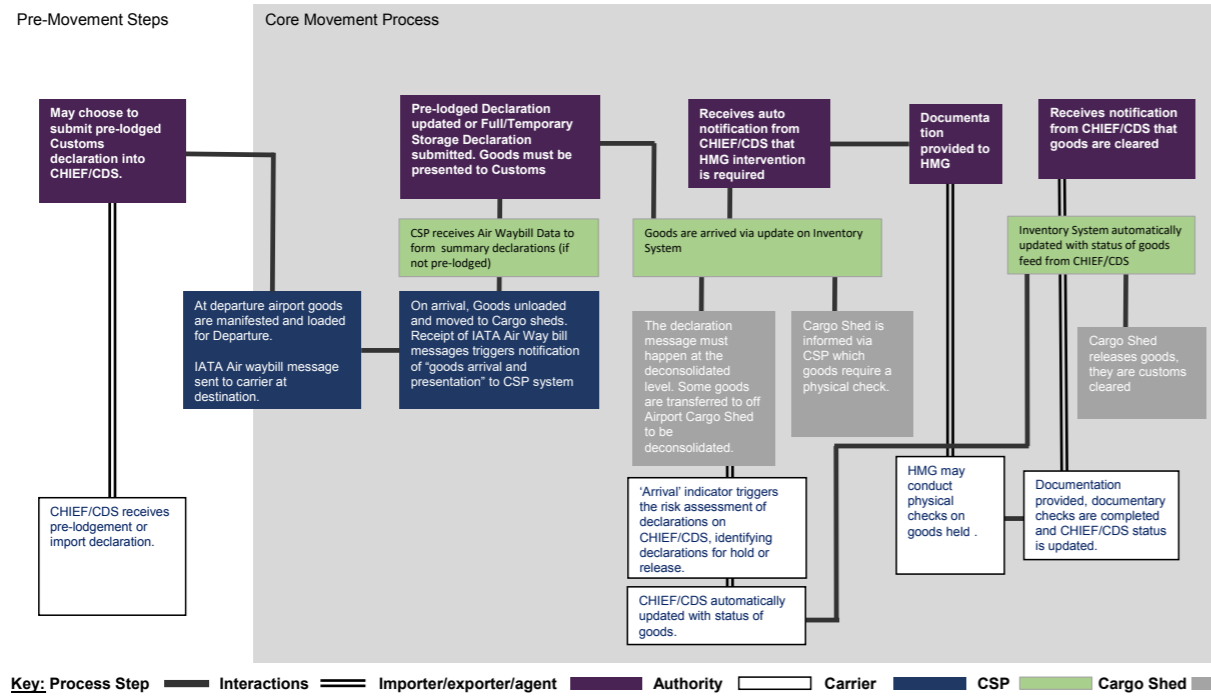 Pre-Movement Steps
Core Movement Process
May choose to
submit pre-lodged
Customs
declaration into
CHIEF/CDS.
Pre-lodged Declaration
updated or Full/Temporary
Storage Declaration
submitted. Goods must be
presented to Customs
Receives auto
notification from
CHIEF/CDS that
HMG intervention
is required
Documenta
tion
provided to
HMG
Receives notification
from CHIEF/CDS that
goods are cleared
CSP receives Air Waybill Data to
form summary declarations (if
not pre-lodged)
Goods are arrived via update on Inventory
System
Inventory System automatically
updated with status of goods
feed from CHIEF/CDS
At departure airport goods
are manifested and loaded
for Departure.
IATA Air waybill message
sent to carrier at
destination.
On arrival, Goods unloaded
and moved to Cargo sheds.
Receipt of IATA Air Way bill
messages triggers notification
of “goods arrival and
presentation” to CSP system
The declaration
message must
happen at the
deconsolidated
level. Some goods
are transferred to off
Airport Cargo Shed
to be
deconsolidated.
Cargo Shed is
informed via
CSP which
goods require a
physical check.
Cargo Shed
releases goods,
they are customs
cleared
CHIEF/CDS receives
pre-lodgement or
import declaration.
‘Arrival’ indicator triggers
the risk assessment of
declarations on
CHIEF/CDS, identifying
declarations for hold or
release.
HMG may
conduct
physical
checks on
goods held .
Documentation
provided, documentary
checks are completed
and CHIEF/CDS status
is updated.
CHIEF/CDS automatically
updated with status of
goods.
Key: Process Step Interactions Importer/exporter/agent Authority Carrier CSP Cargo Shed